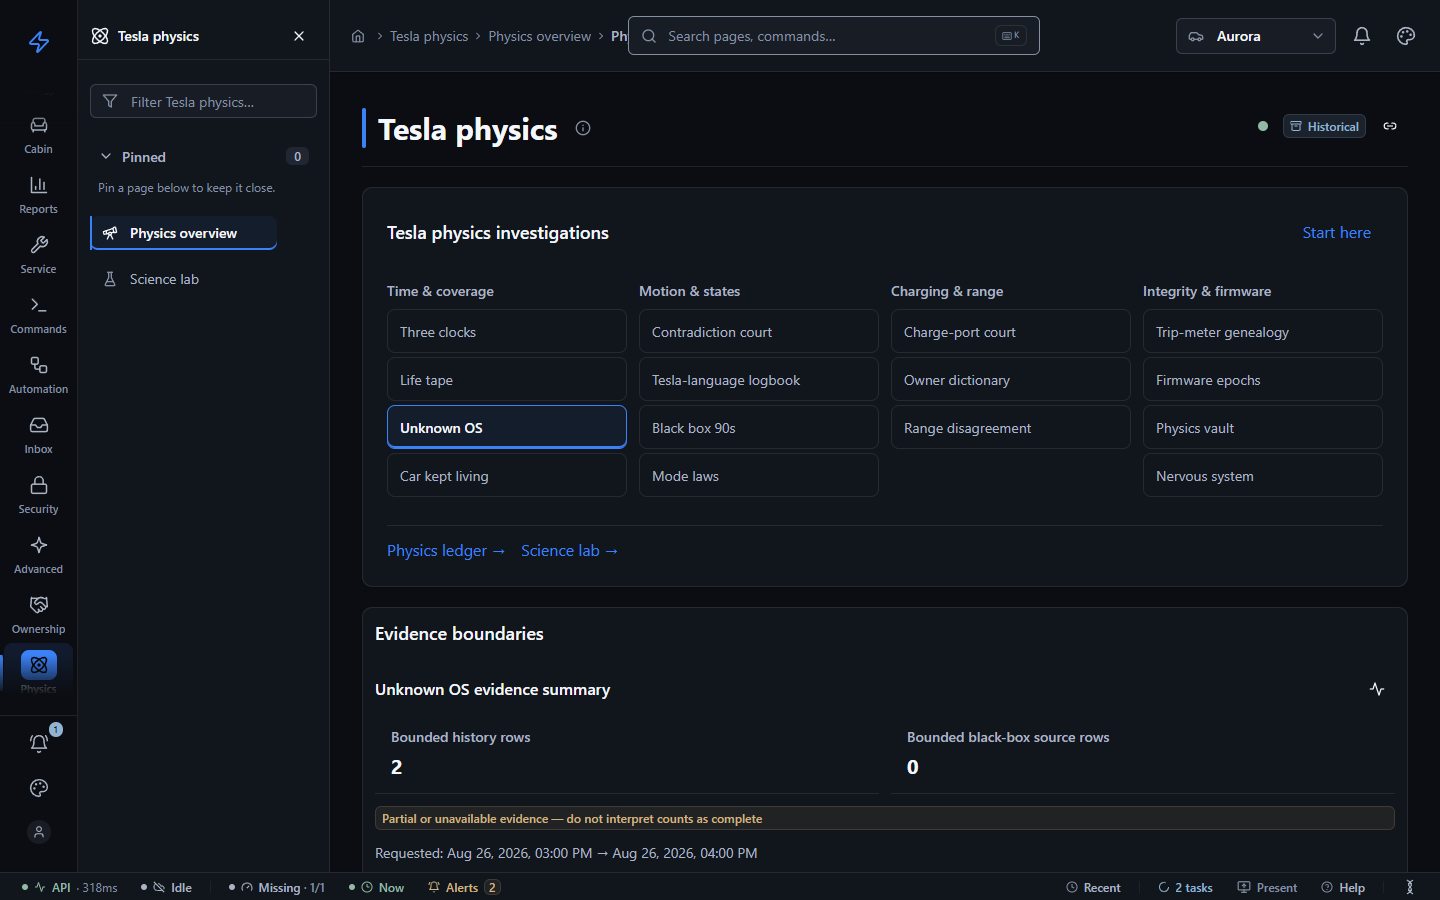 Tesla physics
Tesla physics
Physics overview
Ph
Search pages, commands...
K
Aurora
Filter Tesla physics...
Pinned
0
Pin a page below to keep it close.
Physics overview
Science lab
Cabin
Reports
Service
Commands
Automation
Inbox
Security
Advanced
Ownership
Physics
1
Tesla physics
Historical
Tesla physics investigations
Start here
Time & coverage
Three clocks
Life tape
Unknown OS
Car kept living
Motion & states
Contradiction court
Tesla-language logbook
Black box 90s
Mode laws
Charging & range
Charge-port court
Owner dictionary
Range disagreement
Integrity & firmware
Trip-meter genealogy
Firmware epochs
Physics vault
Nervous system
Physics ledger →
Science lab →
Evidence boundaries
Unknown OS evidence summary
Bounded history rows
2
Bounded black-box source rows
0
Partial or unavailable evidence — do not interpret counts as complete
Requested: Aug 26, 2026, 03:00 PM → Aug 26, 2026, 04:00 PM
API · 318ms
Idle
Missing · 1/1
Now
Alerts 2
Recent
2 tasks
Present
Help